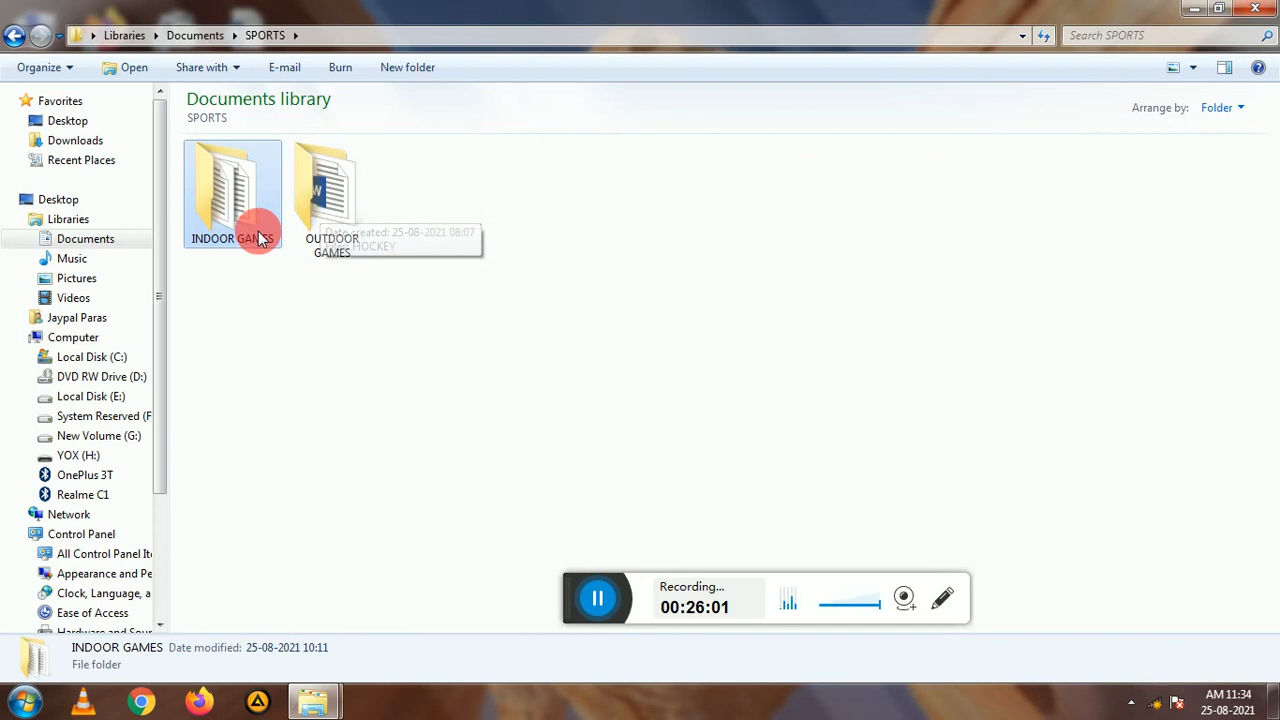 Libraries Documents SPORTS
Search SPORTS
Organize Open Share with E-mail Burn New folder
Favorites
Desktop
Downloads
Recent Places
Desktop
Libraries
Documents
Music
Pictures
Videos
Jaypal Paras
Computer
Local Disk (C:)
DVD RW Drive (D:)
Local Disk (E:)
System Reserved (F
New Volume (G:)
YOX (H:)
OnePlus 3T
Realme C1
Network
Control Panel
All Control Panel Ite
Appearance and Pe
Clock, Language, a
Ease of Access
Hardware and Sou
Documents library
SPORTS
Arrange by: Folder
INDOOR GAMES
OUTDOOR
GAMES
Date created: 25-08-2021 08:07
HOCKEY
Recording...
00:26:01
INDOOR GAMES Date modified: 25-08-2021 10:11
File folder
AM 11:34
25-08-2021